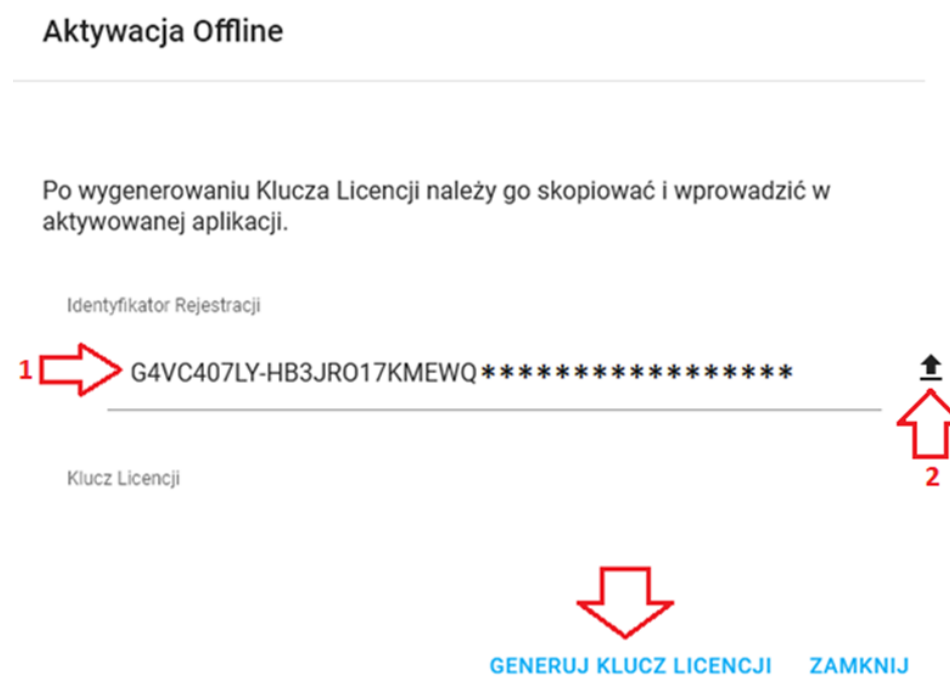 Aktywacja Offline
Po wygenerowaniu Klucza Licencji należy go skopiować i wprowadzić w
aktywowanej aplikacji.
Identyfikator Rejestracji
1 G4VC407LY-HB3JRO17KMEWQ*****************
2
Klucz Licencji
GENERUJ KLUCZ LICENCJI ZAMKNIJ